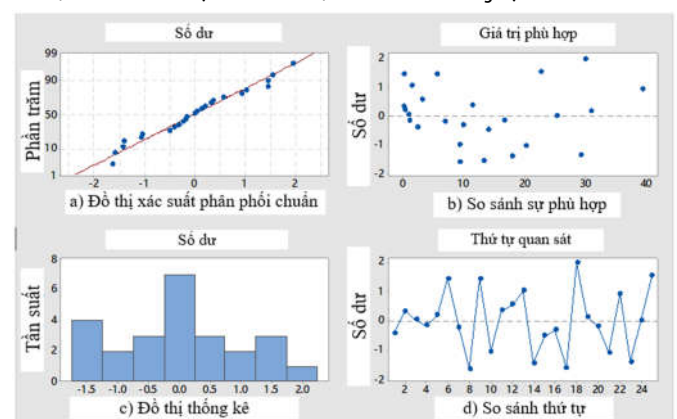 Số dư
Phần trăm
99
90
50
10
1
-2 -1 0 1 2
a) Đồ thị xác suất phân phối chuẩn
Giá trị phù hợp
Số dư
2
1
0
-1
-2
0 10 20 30 40
b) So sánh sự phù hợp
Số dư
Tần suất
8
6
4
2
0
-1.5 -1.0 -0.5 0.0 0.5 1.0 1.5 2.0
c) Đồ thị thống kê
Thứ tự quan sát
Số dư
2
1
0
-1
-2
2 4 6 8 10 12 14 16 18 20 22 24
d) So sánh thứ tự